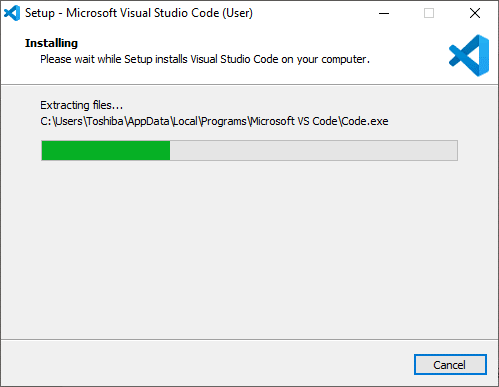 Setup - Microsoft Visual Studio Code (User)
Installing
Please wait while Setup installs Visual Studio Code on your computer.
Extracting files...
C:\Users\Toshiba\AppData\Local\Programs\Microsoft VS Code\Code.exe
Cancel